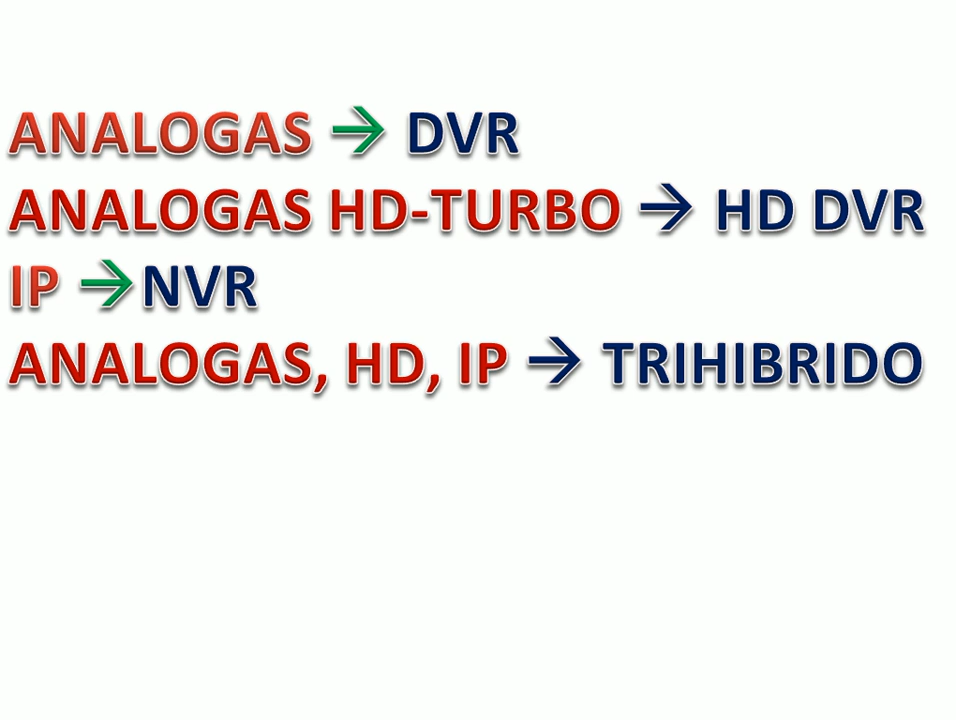 ANALOGAS → DVR
ANALOGAS HD-TURBO → HD DVR
IP →NVR
ANALOGAS, HD, IP → TRIHIBRIDO